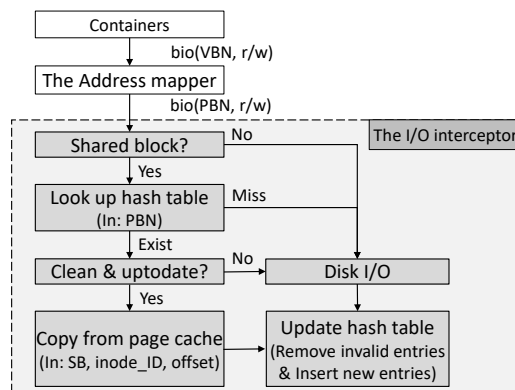 Containers
bio(VBN, r/w)
The Address mapper
bio(PBN, r/w)
The I/O interceptor
Shared block?
No
Yes
Look up hash table
(In: PBN)
Miss
Exist
Clean & uptodate?
No
Disk I/O
Yes
Copy from page cache
(In: SB, inode_ID, offset)
Update hash table
(Remove invalid entries
& Insert new entries)